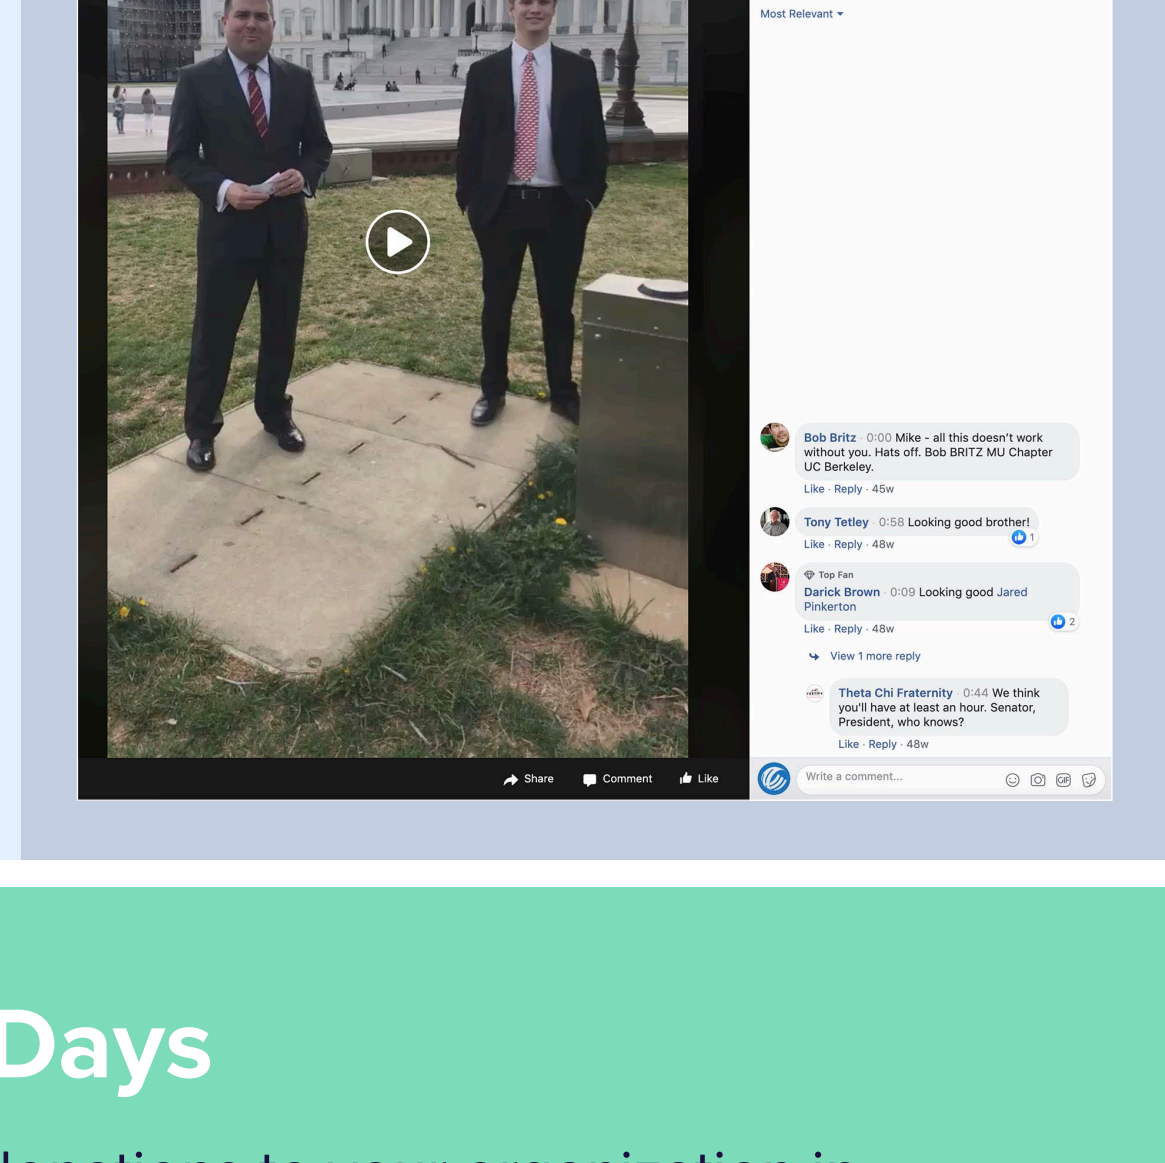 Most Relevant
Bob Britz · 0:00 Mike - all this doesn't work
without you. Hats off. Bob BRITZ MU Chapter
UC Berkeley.
Like · Reply · 45w
Tony Tetley · 0:58 Looking good brother!
1
Like · Reply · 48w
Top Fan
Darick Brown · 0:09 Looking good Jared
Pinkerton
2
Like · Reply · 48w
View 1 more reply
Theta Chi Fraternity · 0:44 We think
you'll have at least an hour. Senator,
President, who knows?
Like · Reply · 48w
Share Comment Like
Write a comment...
GIF
Days
to your organization in